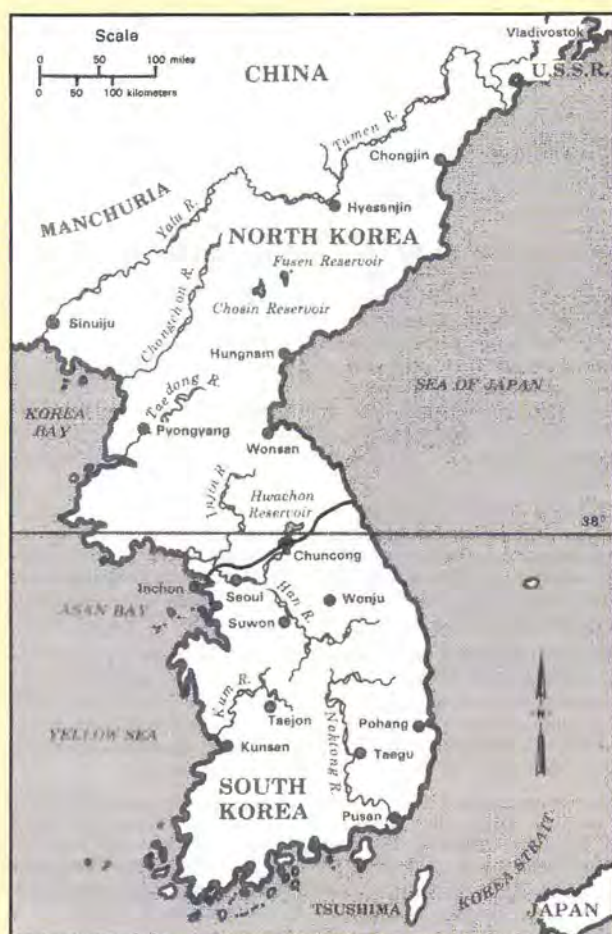 Scale
0 50 100 miles
0 50 100 kilometers
Vladivostok
U.S.S.R.
CHINA
Tumen R.
Chongjin
MANCHURIA
Yalu R.
Hyesanjin
NORTH KOREA
Fusen Reservoir
Chongchon R.
Chosin Reservoir
Sinuiju
Hungnam
SEA OF JAPAN
KOREA
BAY
Taedong R.
Pyongyang
Wonsan
Imjin R.
Hwachon
Reservoir
38°
Chuncong
Inchon
Seoul
Han R.
Wonju
ASAN BAY
Suwon
N
Kum R.
Taejon
Pohang
YELLOW SEA
Kunsan
Naktong R.
Taegu
SOUTH
KOREA
Pusan
KOREA STRAIT
TSUSHIMA
JAPAN